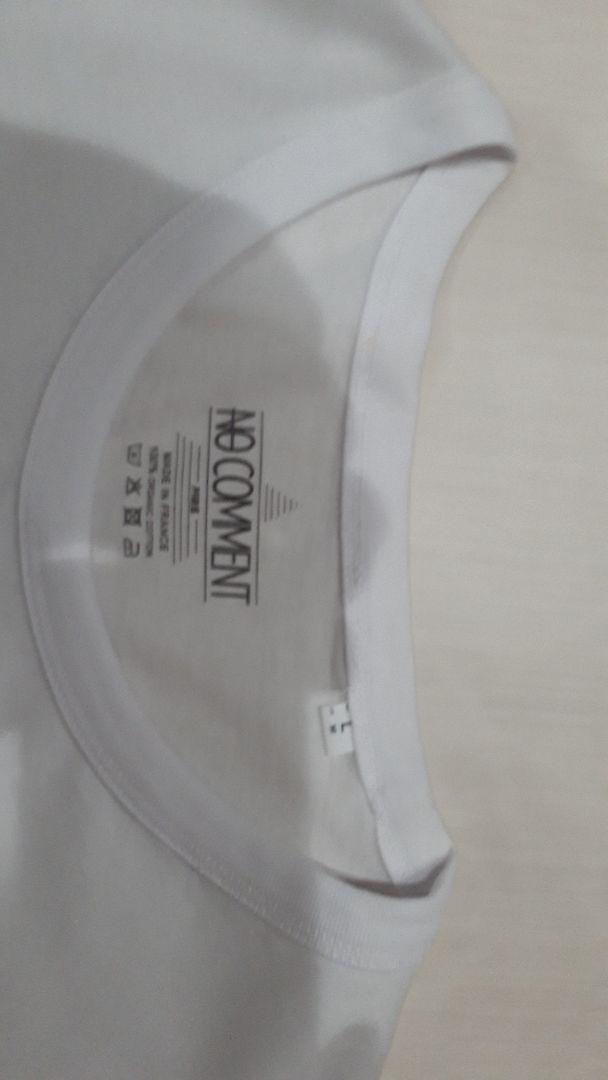 NO COMMENT
PARIS
MADE IN FRANCE
100% ORGANIC COTTON
L